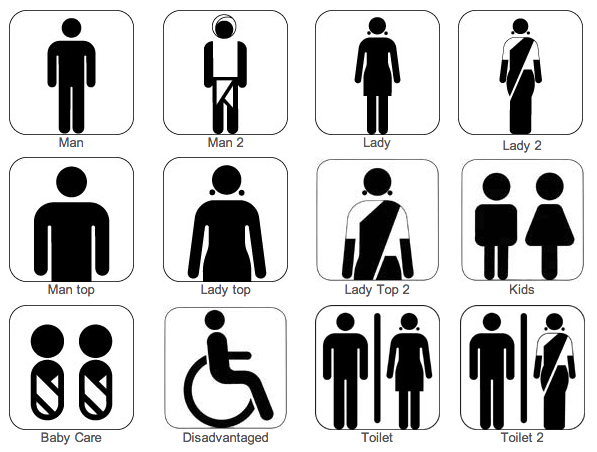 Man
Man 2
Lady
Lady 2
Man top
Lady top
Lady Top 2
Kids
Baby Care
Disadvantaged
Toilet
Toilet 2